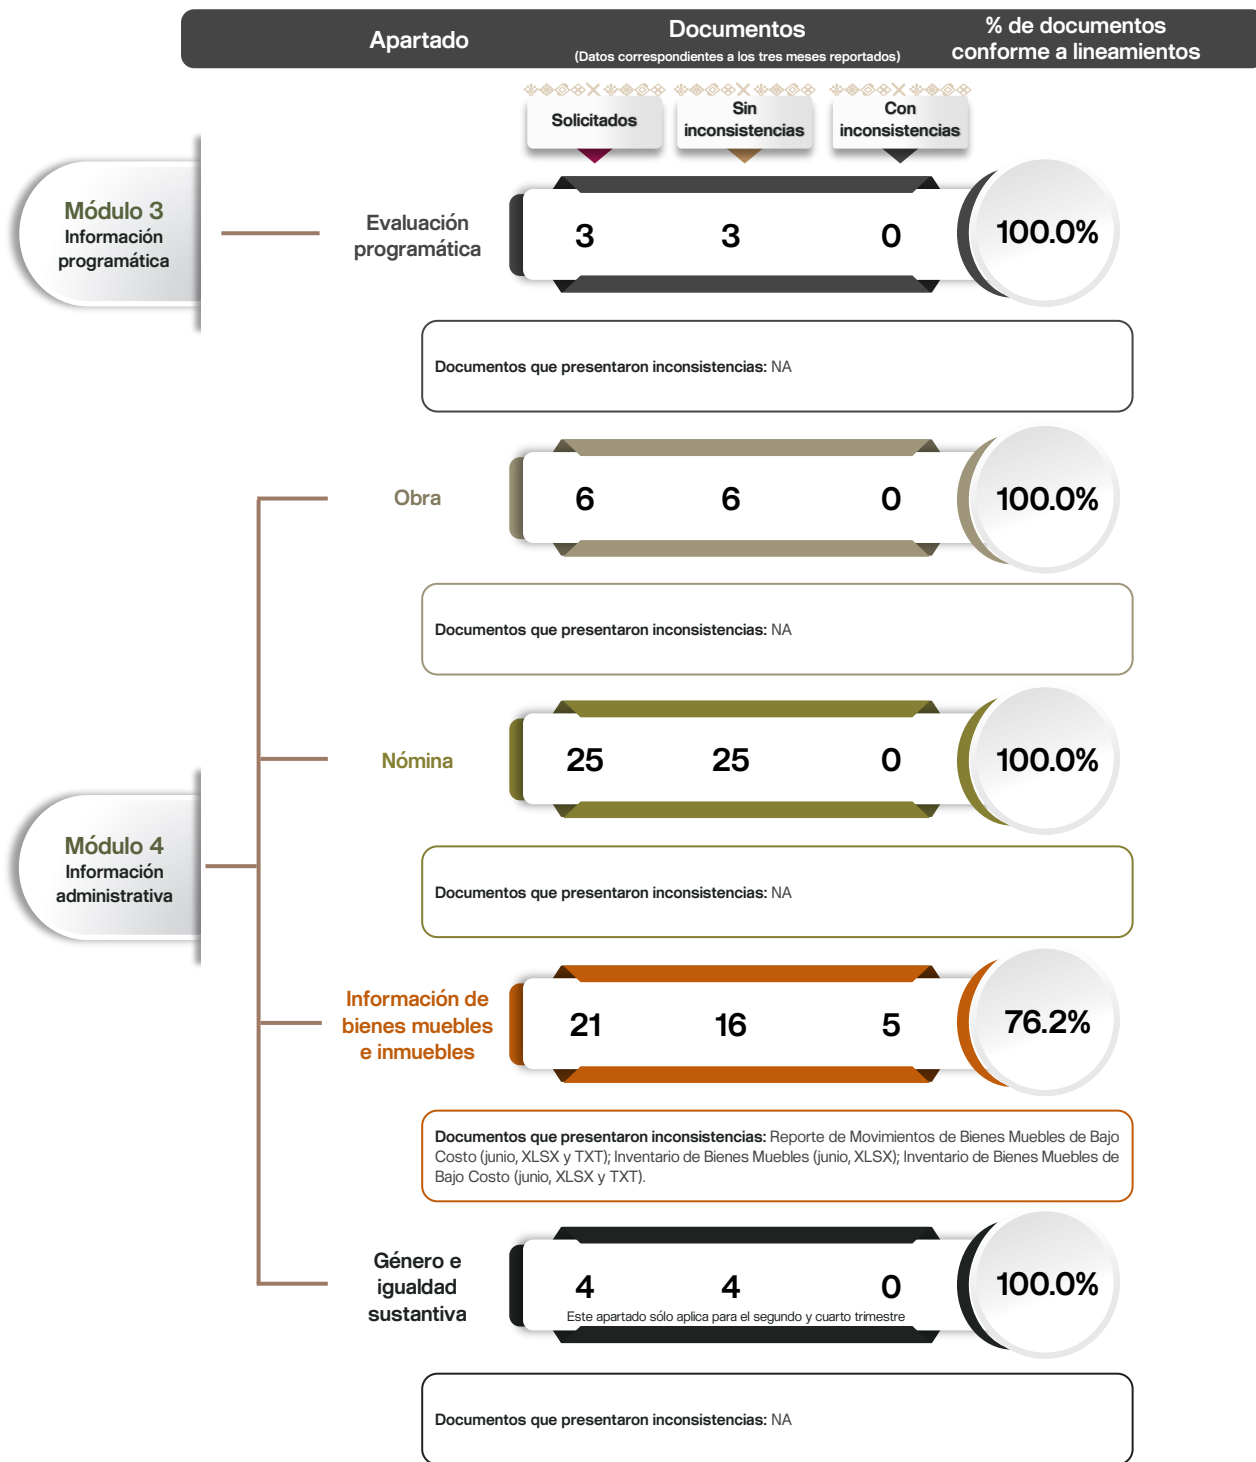 Apartado
Documentos
(Datos correspondientes a los tres meses reportados)
% de documentos
conforme a lineamientos
Solicitados
Sin
inconsistencias
Con
inconsistencias
Módulo 3
Información
programática
Evaluación
programática
3 3 0 100.0%
Documentos que presentaron inconsistencias: NA
Obra
6 6 0 100.0%
Documentos que presentaron inconsistencias: NA
Nómina
25 25 0 100.0%
Documentos que presentaron inconsistencias: NA
Módulo 4
Información
administrativa
Información de
bienes muebles
e inmuebles
21 16 5 76.2%
Documentos que presentaron inconsistencias: Reporte de Movimientos de Bienes Muebles de Bajo
Costo (junio, XLSX y TXT); Inventario de Bienes Muebles (junio, XLSX); Inventario de Bienes Muebles de
Bajo Costo (junio, XLSX y TXT).
Género e
igualdad
sustantiva
4 4 0 100.0%
Este apartado sólo aplica para el segundo y cuarto trimestre
Documentos que presentaron inconsistencias: NA